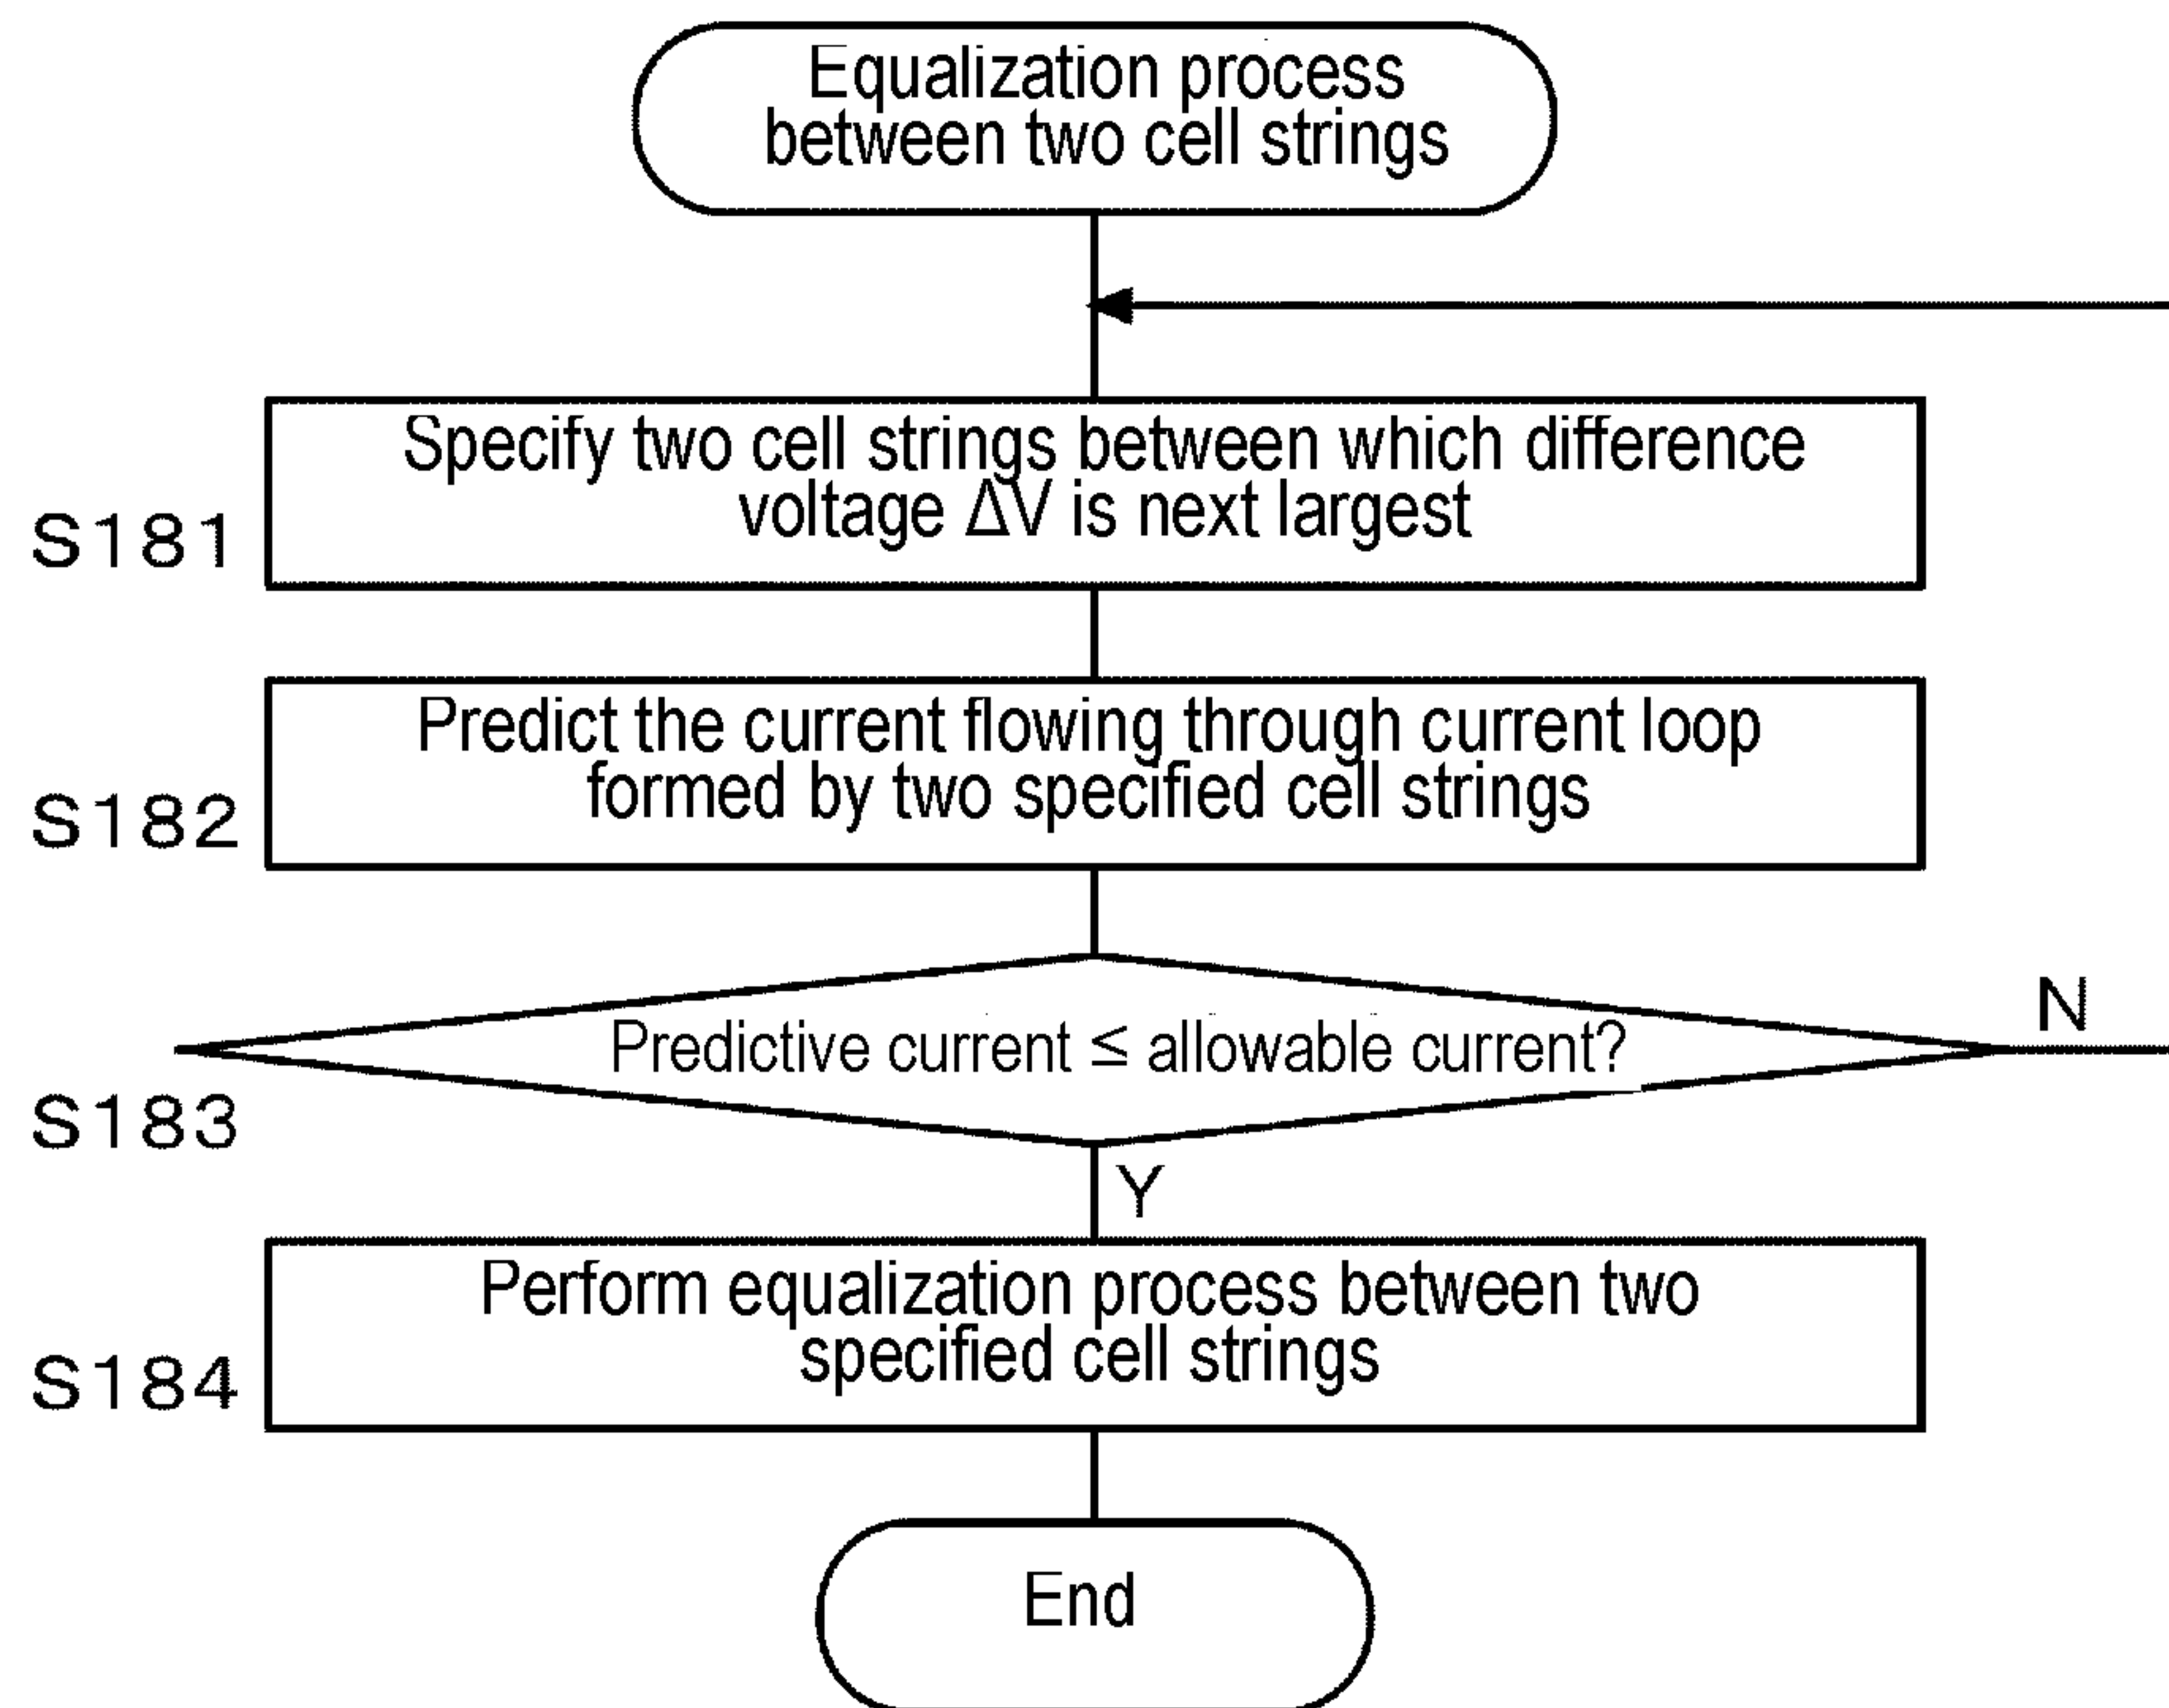 Equalization process
between two cell strings
Specify two cell strings between which difference
voltage ΔV is next largest
S181
Predict the current flowing through current loop
formed by two specified cell strings
S182
N
Predictive current ≤ allowable current?
S183
Y
Perform equalization process between two
specified cell strings
S184
End